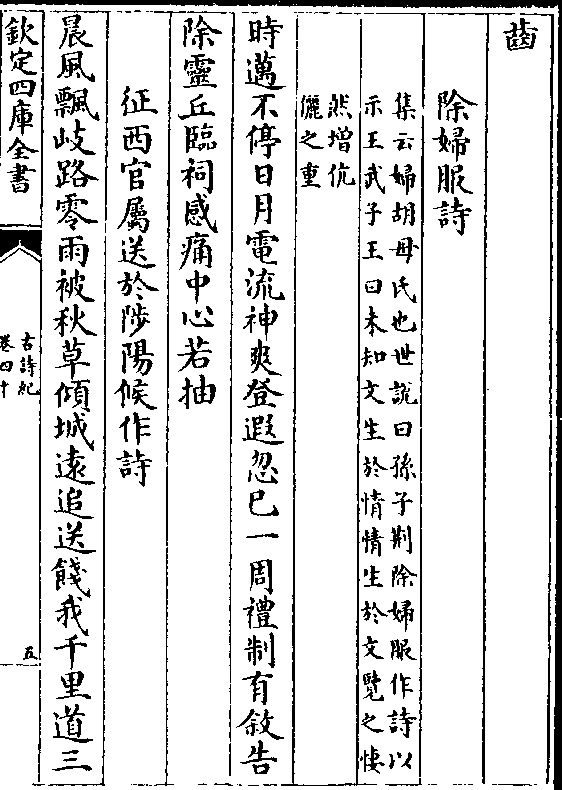 菑
除婦服詩
集云婦胡母氏也世説曰孫子荆除婦服作詩以
示王武子王曰未知文生於情情生於文覽之悽
然增伉
儷之重
時邁不停日月電流神爽登遐忽已一周禮制有敘告
除靈丘臨祠感痛中心若抽
征西官屬送於陟陽候作詩
晨風飄岐路零雨被秋草傾城遠追送餞我千里道三
欽定四庫全書
古詩紀
卷四十
五